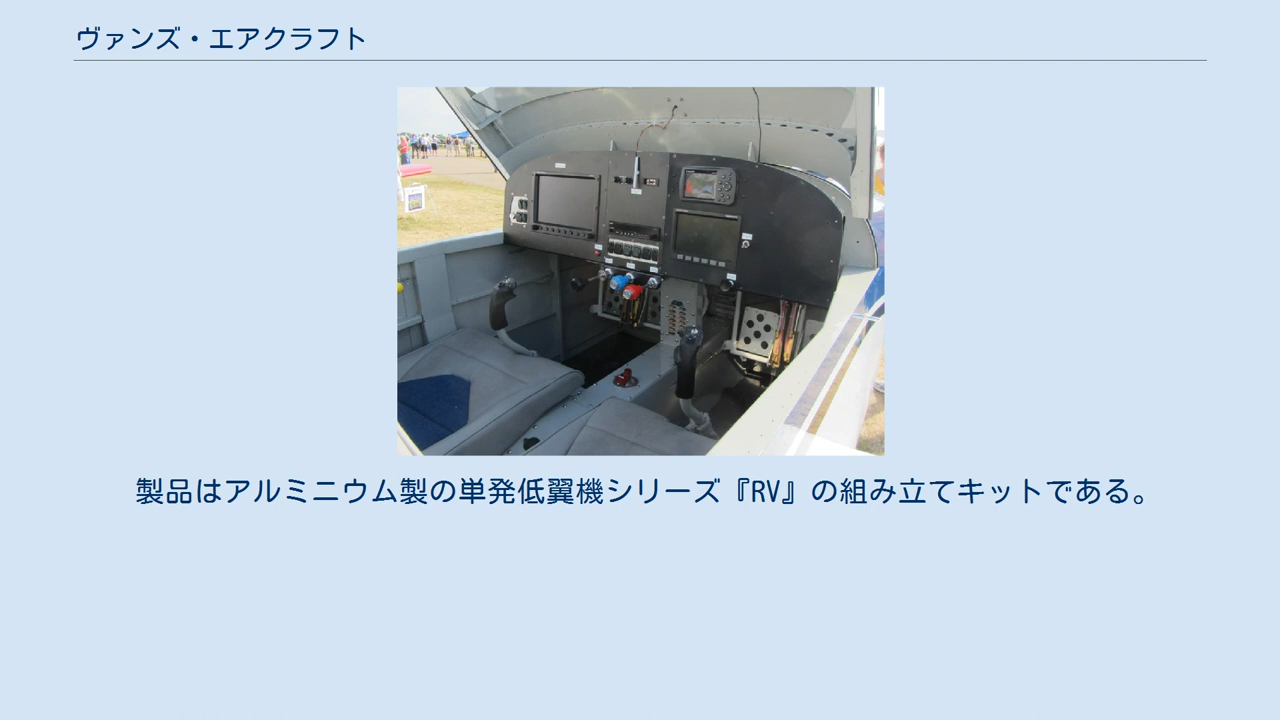 ヴァンズ・エアクラフト
製品はアルミニウム製の単発低翼機シリーズ『RV』の組み立てキットである。